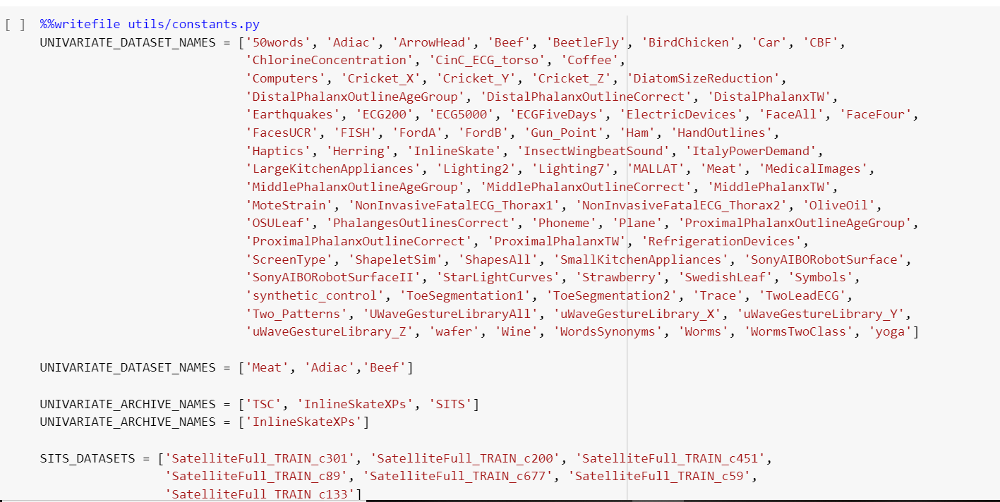 [ ] %%writefile utils/constants.py
UNIVARIATE_DATASET_NAMES = ['50words', 'Adiac', 'ArrowHead', 'Beef', 'BeetleFly', 'BirdChicken', 'Car', 'CBF',
'ChlorineConcentration', 'CinC_ECG_torso', 'Coffee',
'Computers', 'Cricket_X', 'Cricket_Y', 'Cricket_Z', 'DiatomSizeReduction',
'DistalPhalanxOutlineAgeGroup', 'DistalPhalanxOutlineCorrect', 'DistalPhalanxTW',
'Earthquakes', 'ECG200', 'ECG5000', 'ECGFiveDays', 'ElectricDevices', 'FaceAll', 'FaceFour',
'FacesUCR', 'FISH', 'FordA', 'FordB', 'Gun_Point', 'Ham', 'HandOutlines',
'Haptics', 'Herring', 'InlineSkate', 'InsectWingbeatSound', 'ItalyPowerDemand',
'LargeKitchenAppliances', 'Lighting2', 'Lighting7', 'MALLAT', 'Meat', 'MedicalImages',
'MiddlePhalanxOutlineAgeGroup', 'MiddlePhalanxOutlineCorrect', 'MiddlePhalanxTW',
'MoteStrain', 'NonInvasiveFatalECG_Thorax1', 'NonInvasiveFatalECG_Thorax2', 'OliveOil',
'OSULeaf', 'PhalangesOutlinesCorrect', 'Phoneme', 'Plane', 'ProximalPhalanxOutlineAgeGroup',
'ProximalPhalanxOutlineCorrect', 'ProximalPhalanxTW', 'RefrigerationDevices',
'ScreenType', 'ShapeletSim', 'ShapesAll', 'SmallKitchenAppliances', 'SonyAIBORobotSurface',
'SonyAIBORobotSurfaceII', 'StarLightCurves', 'Strawberry', 'SwedishLeaf', 'Symbols',
'synthetic_control', 'ToeSegmentation1', 'ToeSegmentation2', 'Trace', 'TwoLeadECG',
'Two_Patterns', 'UWaveGestureLibraryAll', 'uWaveGestureLibrary_X', 'uWaveGestureLibrary_Y',
'uWaveGestureLibrary_Z', 'wafer', 'Wine', 'WordsSynonyms', 'Worms', 'WormsTwoClass', 'yoga']
UNIVARIATE_DATASET_NAMES = ['Meat', 'Adiac','Beef']
UNIVARIATE_ARCHIVE_NAMES = ['TSC', 'InlineSkateXPs', 'SITS']
UNIVARIATE_ARCHIVE_NAMES = ['InlineSkateXPs']
SITS_DATASETS = ['SatelliteFull_TRAIN_c301', 'SatelliteFull_TRAIN_c200', 'SatelliteFull_TRAIN_c451',
'SatelliteFull_TRAIN_c89', 'SatelliteFull_TRAIN_c677', 'SatelliteFull_TRAIN_c59',
'SatelliteFull_TRAIN_c133']